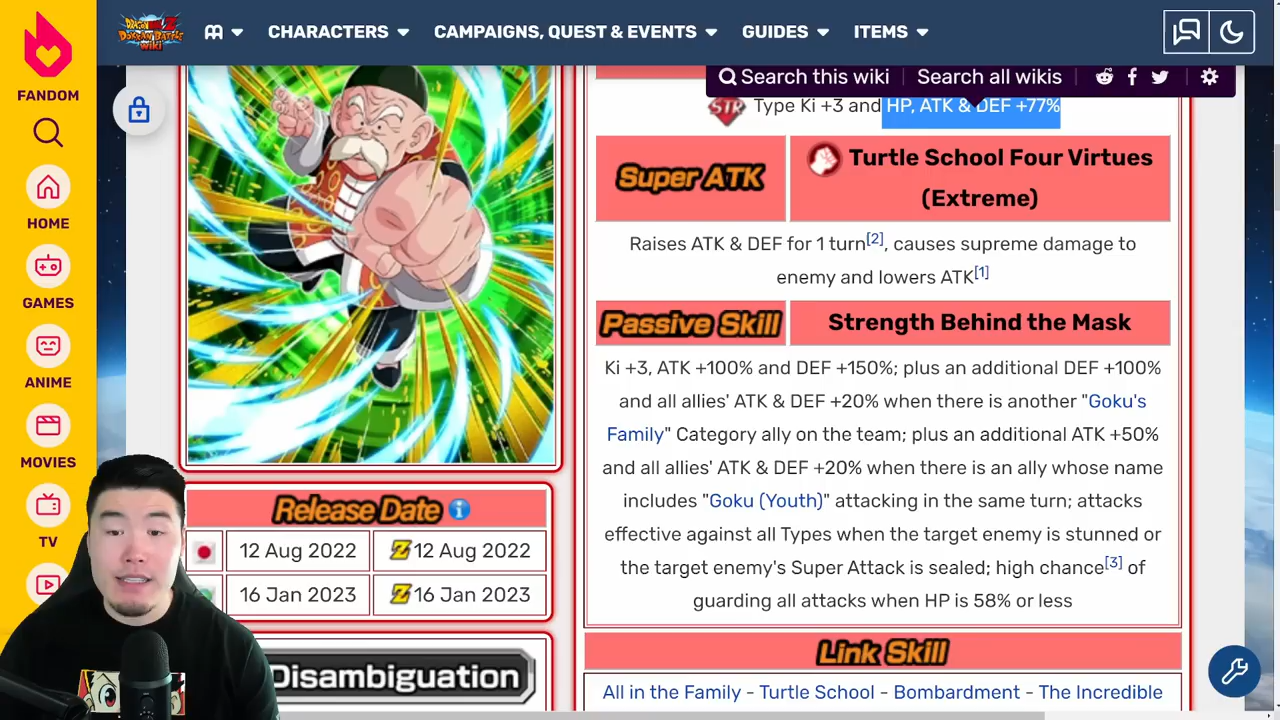 DRAGON BALL Z
DOKKAN BATTLE
WIKI
CHARACTERS
CAMPAIGNS, QUEST & EVENTS
GUIDES
ITEMS
FANDOM
HOME
GAMES
ANIME
MOVIES
TV
Search this wiki
Search all wikis
STR Type Ki +3 and HP, ATK & DEF +77%
Super ATK
Turtle School Four Virtues
(Extreme)
Raises ATK & DEF for 1 turn[2], causes supreme damage to
enemy and lowers ATK[1]
Passive Skill
Strength Behind the Mask
Ki +3, ATK +100% and DEF +150%; plus an additional DEF +100%
and all allies' ATK & DEF +20% when there is another "Goku's
Family" Category ally on the team; plus an additional ATK +50%
and all allies' ATK & DEF +20% when there is an ally whose name
includes "Goku (Youth)" attacking in the same turn; attacks
effective against all Types when the target enemy is stunned or
the target enemy's Super Attack is sealed; high chance[3] of
guarding all attacks when HP is 58% or less
Link Skill
All in the Family - Turtle School - Bombardment - The Incredible
Release Date
12 Aug 2022
Z 12 Aug 2022
16 Jan 2023
Z 16 Jan 2023
Disambiguation